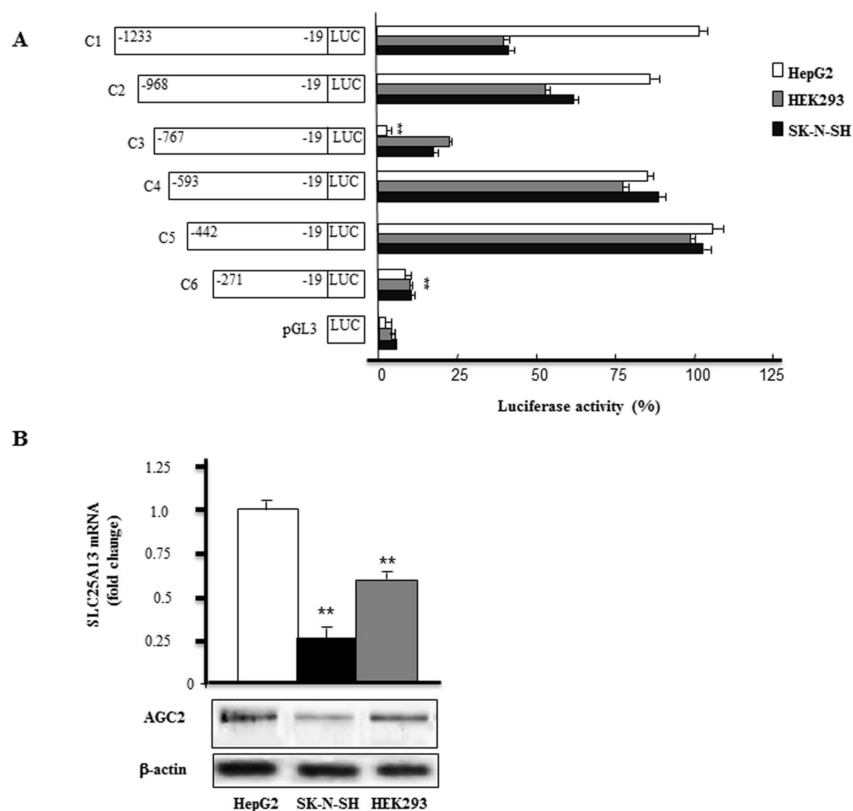 A
C1 -1233 -19 LUC
C2 -968 -19 LUC
C3 -767 -19 LUC **
C4 -593 -19 LUC
C5 -442 -19 LUC
C6 -271 -19 LUC **
pGL3 LUC
HepG2
HEK293
SK-N-SH
0 25 50 75 100 125
Luciferase activity (%)
B
SLC25A13 mRNA
(fold change)
1.25
1.0
0.75
0.5
0.25
0
**
**
AGC2
β-actin
HepG2 SK-N-SH HEK293